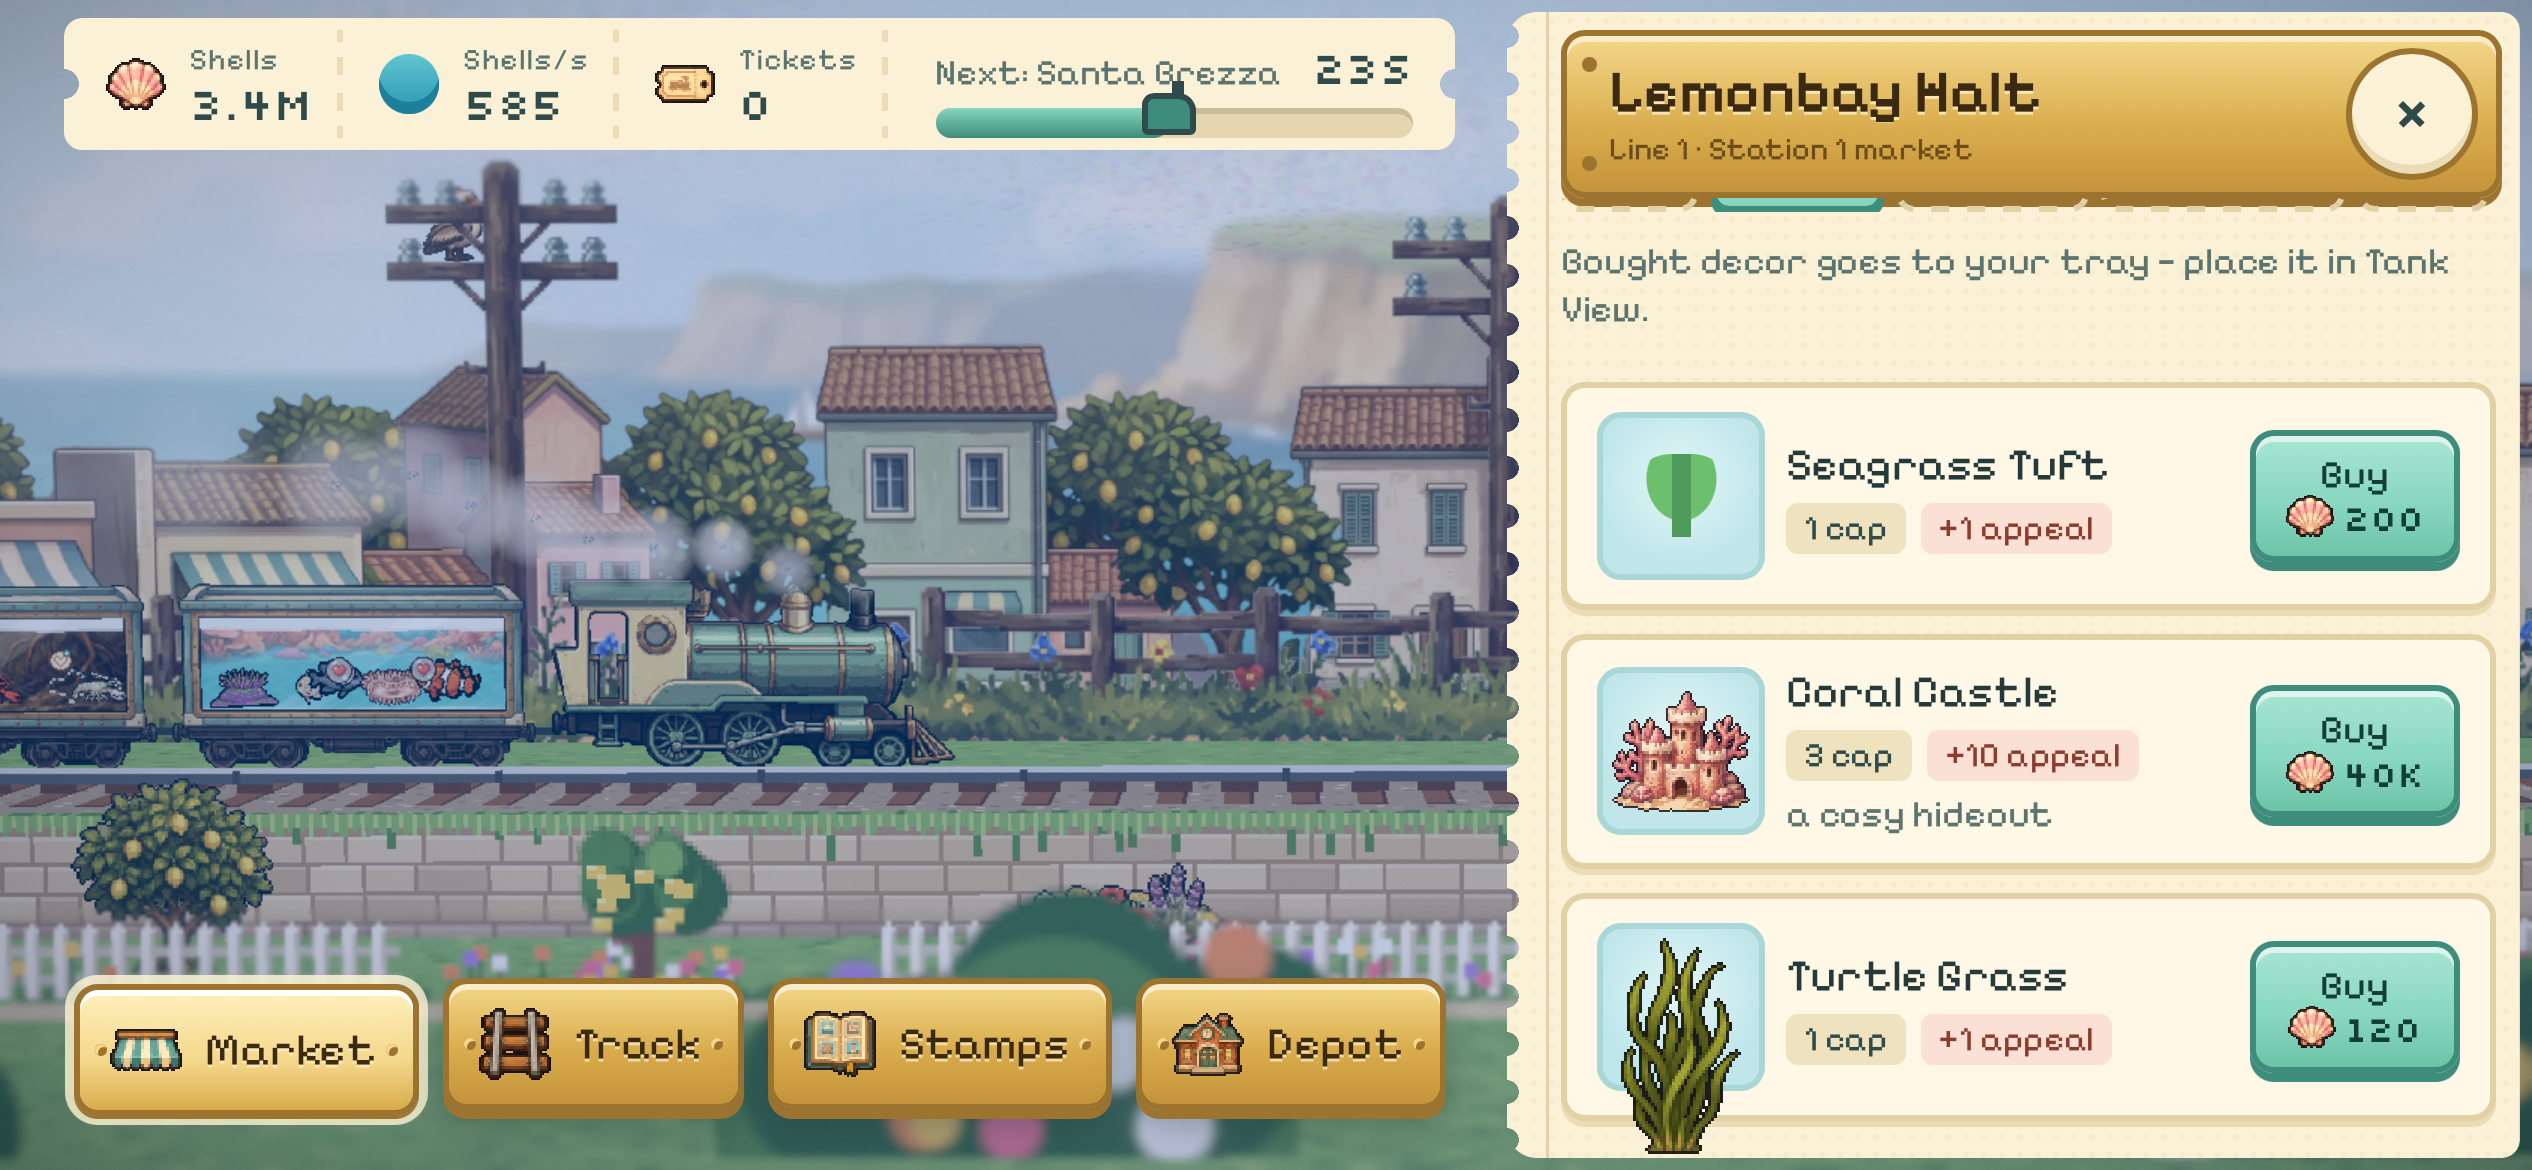 Shells
3.4M
Shells/s
585
Tickets
0
Next: Santa Brezza
23S
Lemonbay Halt
Line 1 · Station 1 market
×
Bought decor goes to your tray - place it in Tank
View.
Seagrass Tuft
1 cap
+1 appeal
Buy
200
Coral Castle
3 cap
+10 appeal
a cosy hideout
Buy
40K
Turtle Grass
1 cap
+1 appeal
Buy
120
Market
Track
Stamps
Depot